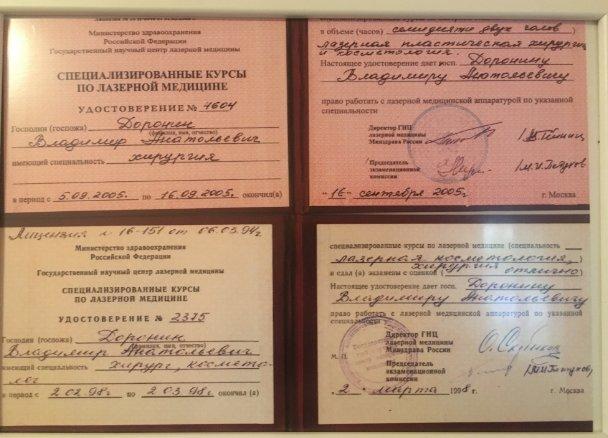 Министерство здравоохранения
Российской Федерации
Государственный научный центр лазерной медицины
СПЕЦИАЛИЗИРОВАННЫЕ КУРСЫ
ПО ЛАЗЕРНОЙ МЕДИЦИНЕ
УДОСТОВЕРЕНИЕ № 4604
Господин (госпожа) Доронин
(фамилия, имя, отчество)
Владимир Анатольевич
имеющий специальность хирургия
в период с 5.09.2005 по 16.09.2005 окончил(а)
в объеме (часов) семидесяти двух часов
лазерная пластическая хирургия
и косметология.
Настоящее удостоверение дает госп. Доронину
Владимиру Анатольевичу
право работать с лазерной медицинской аппаратурой по указанной
специальности
Директор ГНЦ
лазерной медицины
Минздрава России
Председатель
экзаменационной
комиссии
"16" сентября 2005г. г. Москва
Лицензия № 16-151 от 06.03.97г
Министерство здравоохранения
Российской Федерации
Государственный научный центр лазерной медицины
СПЕЦИАЛИЗИРОВАННЫЕ КУРСЫ
ПО ЛАЗЕРНОЙ МЕДИЦИНЕ
УДОСТОВЕРЕНИЕ № 2375
Господин (госпожа) Доронин
(фамилия, имя, отчество)
Владимир Анатольевич
имеющий специальность хирург, космето-
лог
в период с 2.02.98г по 2.03.98г окончил(а)
специализированные курсы по лазерной медицине (специальность
лазерная косметология,
хирургия
и сдал (а) экзамены с оценкой (отлично
Настоящее удостоверение дает госп. Доронину
Владимиру Анатольевичу
право работать с лазерной медицинской аппаратурой по указанной
специальности
Директор ГНЦ
лазерной медицины
Минздрава России
М. П.
Председатель
экзаменационной
комиссии
"2" марта 1998г. г. Москва